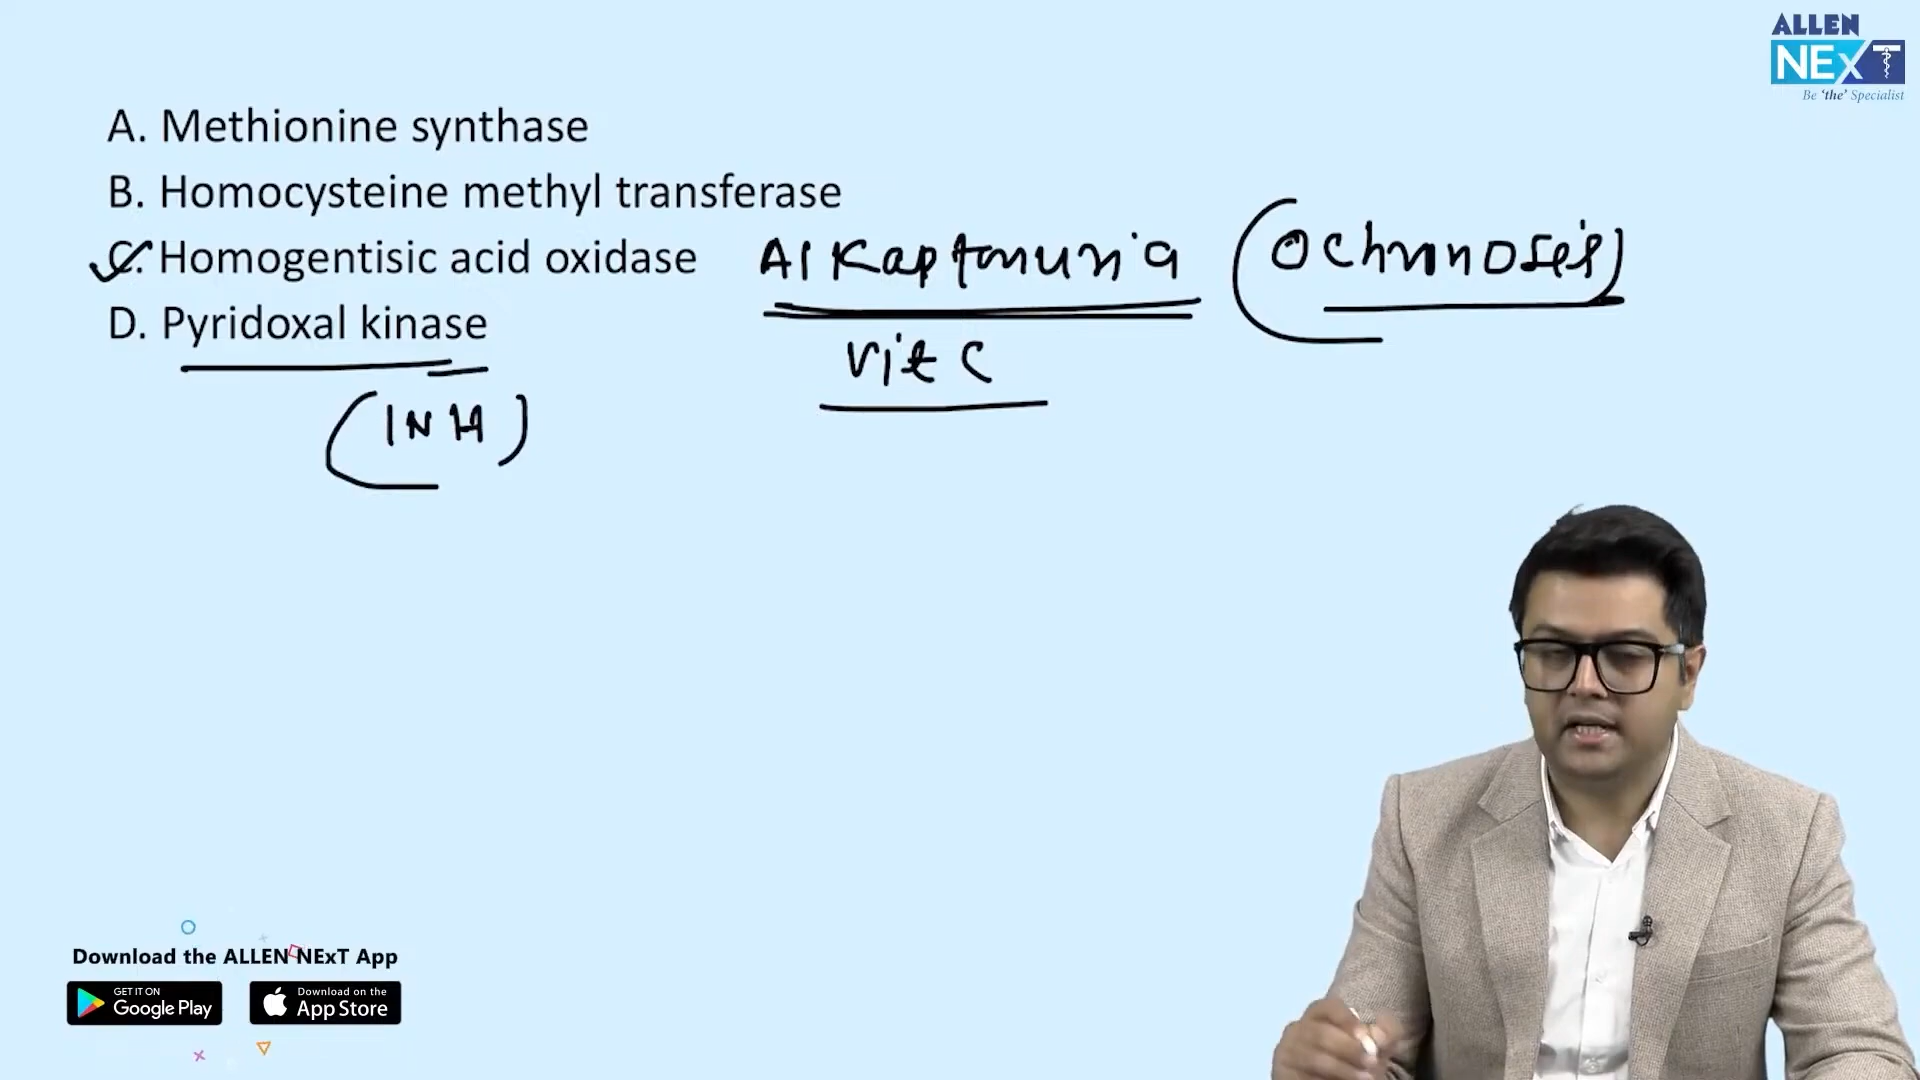 ALLEN
NExT
Be 'the' Specialist
A. Methionine synthase
B. Homocysteine methyl transferase
C. Homogentisic acid oxidase Alkaptonuria (Ochronosis)
D. Pyridoxal kinase
Vit C
(INH)
Download the ALLEN NExT App
GET IT ON
Google Play
Download on the
App Store